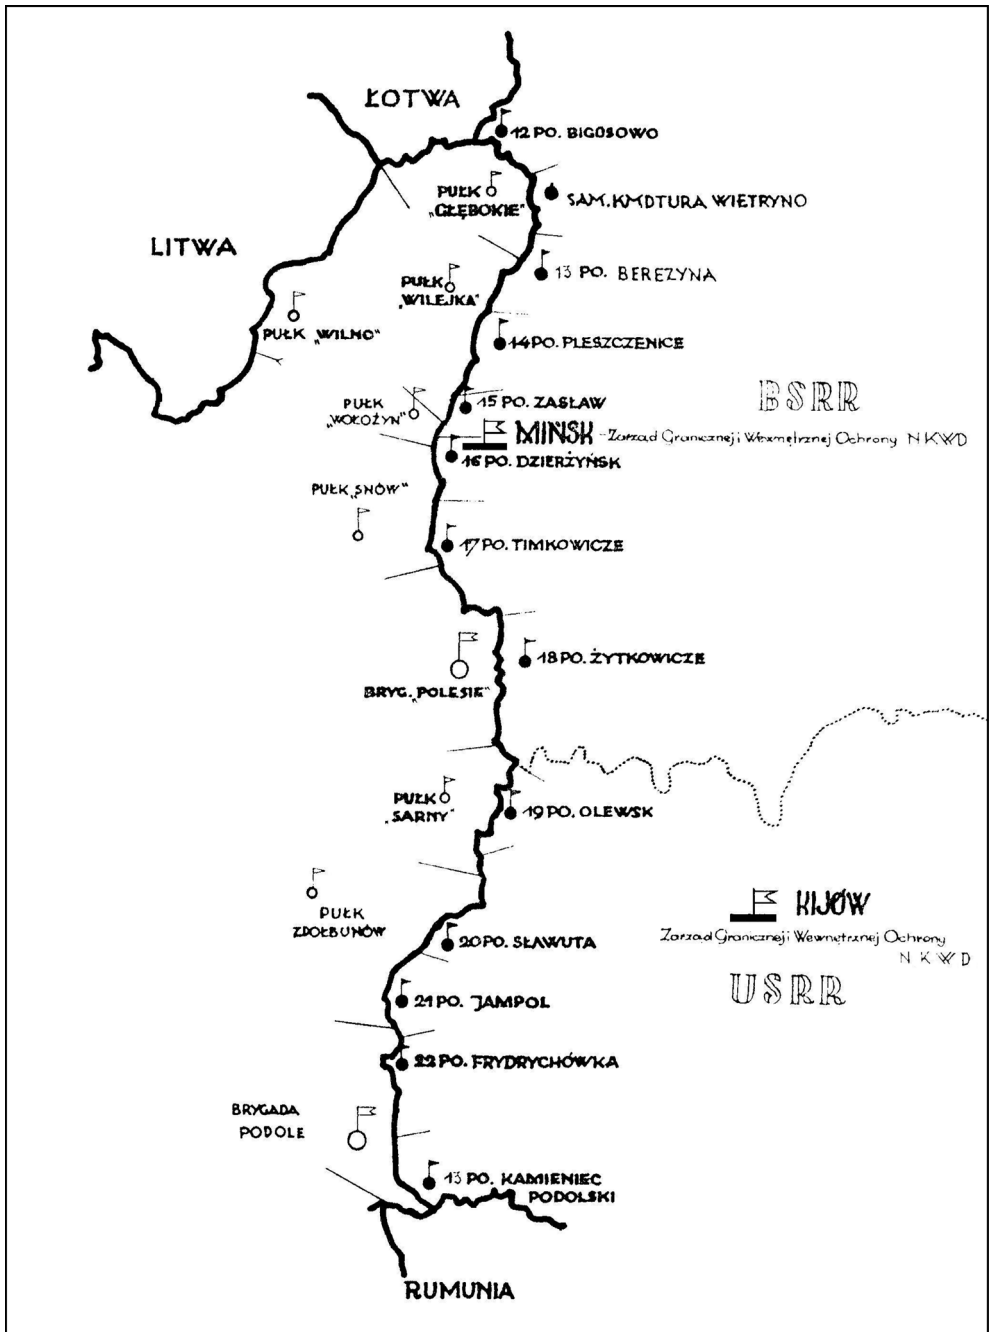 ŁOTWA
12 PO. BIGOSOWO
PUŁK
„GŁĘBOKIE"
SAM. KMDTURA WIETRYNO
LITWA
13 PO. BEREZYNA
PUŁK
„WILEJKA"
PUŁK „WILNO"
14 PO. PLESZCZENICE
BSRR
PUŁK
„WOŁOŻYN"
15 PO. ZASŁAW
MIŃSK - Zarząd Granicznej i Wewnętrznej Ochrony NKWD
16 PO. DZIERŻYŃSK
PUŁK „SNÓW"
17 PO. TIMKOWICZE
18 PO. ŻYTKOWICZE
BRYG. „POLESIE"
PUŁK
„SARNY"
19 PO. OLEWSK
PUŁK
ZDOŁBUNÓW
KIJÓW
Zarząd Granicznej i Wewnętrznej Ochrony
NKWD
20 PO. SŁAWUTA
USRR
21 PO. JAMPOL
22 PO. FRYDRYCHÓWKA
BRYGADA
PODOLE
13 PO. KAMIENIEC
PODOLSKI
RUMUNIA